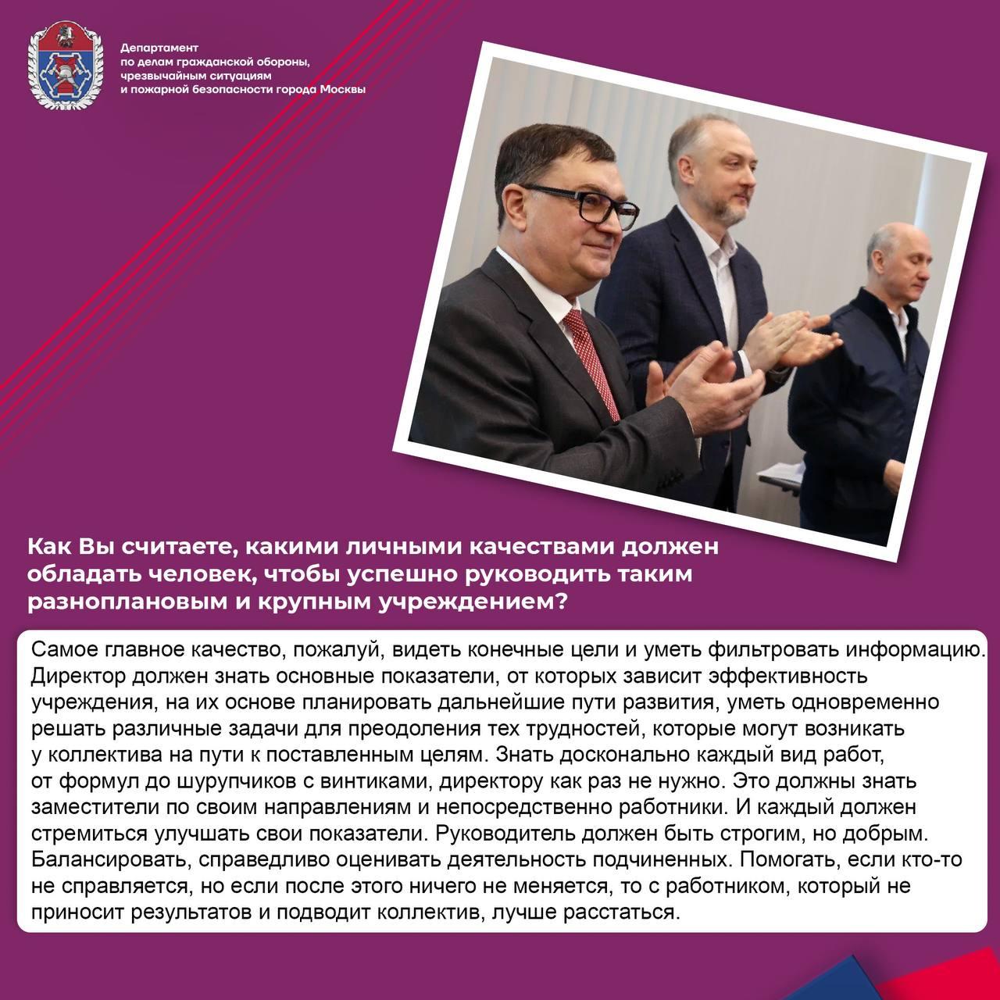 Департамент
по делам гражданской обороны,
чрезвычайным ситуациям
и пожарной безопасности города Москвы
Как Вы считаете, какими личными качествами должен
обладать человек, чтобы успешно руководить таким
разноплановым и крупным учреждением?
Самое главное качество, пожалуй, видеть конечные цели и уметь фильтровать информацию.
Директор должен знать основные показатели, от которых зависит эффективность
учреждения, на их основе планировать дальнейшие пути развития, уметь одновременно
решать различные задачи для преодоления тех трудностей, которые могут возникать
у коллектива на пути к поставленным целям. Знать досконально каждый вид работ,
от формул до шурупчиков с винтиками, директору как раз не нужно. Это должны знать
заместители по своим направлениям и непосредственно работники. И каждый должен
стремиться улучшать свои показатели. Руководитель должен быть строгим, но добрым.
Балансировать, справедливо оценивать деятельность подчиненных. Помогать, если кто-то
не справляется, но если после этого ничего не меняется, то с работником, который не
приносит результатов и подводит коллектив, лучше расстаться.